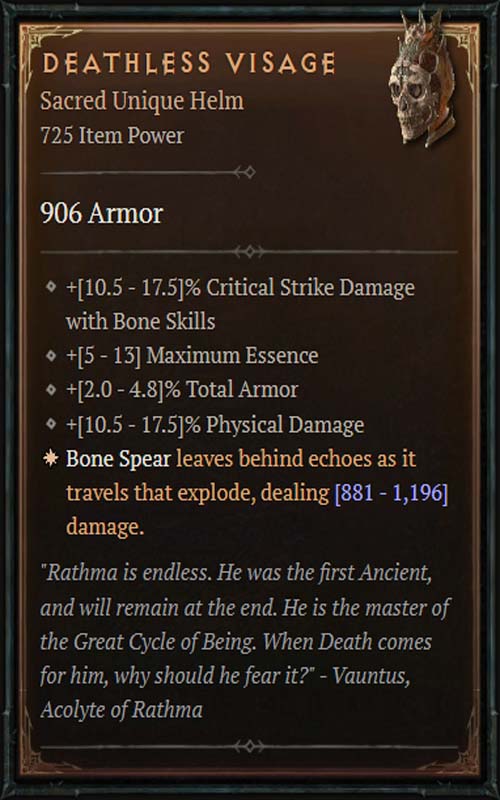 DEATHLESS VISAGE
Sacred Unique Helm
725 Item Power
906 Armor
+[10.5 - 17.5]% Critical Strike Damage
with Bone Skills
+[5 - 13] Maximum Essence
+[2.0 - 4.8]% Total Armor
+[10.5 - 17.5]% Physical Damage
Bone Spear leaves behind echoes as it
travels that explode, dealing [881 - 1,196]
damage.
"Rathma is endless. He was the first Ancient,
and will remain at the end. He is the master of
the Great Cycle of Being. When Death comes
for him, why should he fear it?" - Vauntus,
Acolyte of Rathma